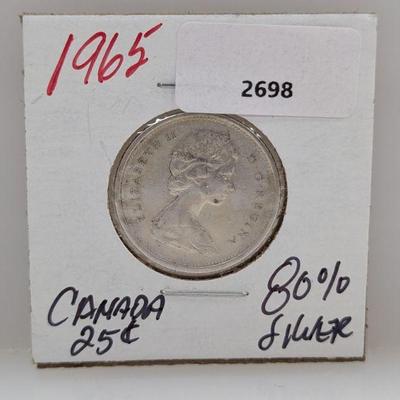 1965
2698
ELIZABETH II D·G·REGINA
CANADA
25¢
80%
SILVER